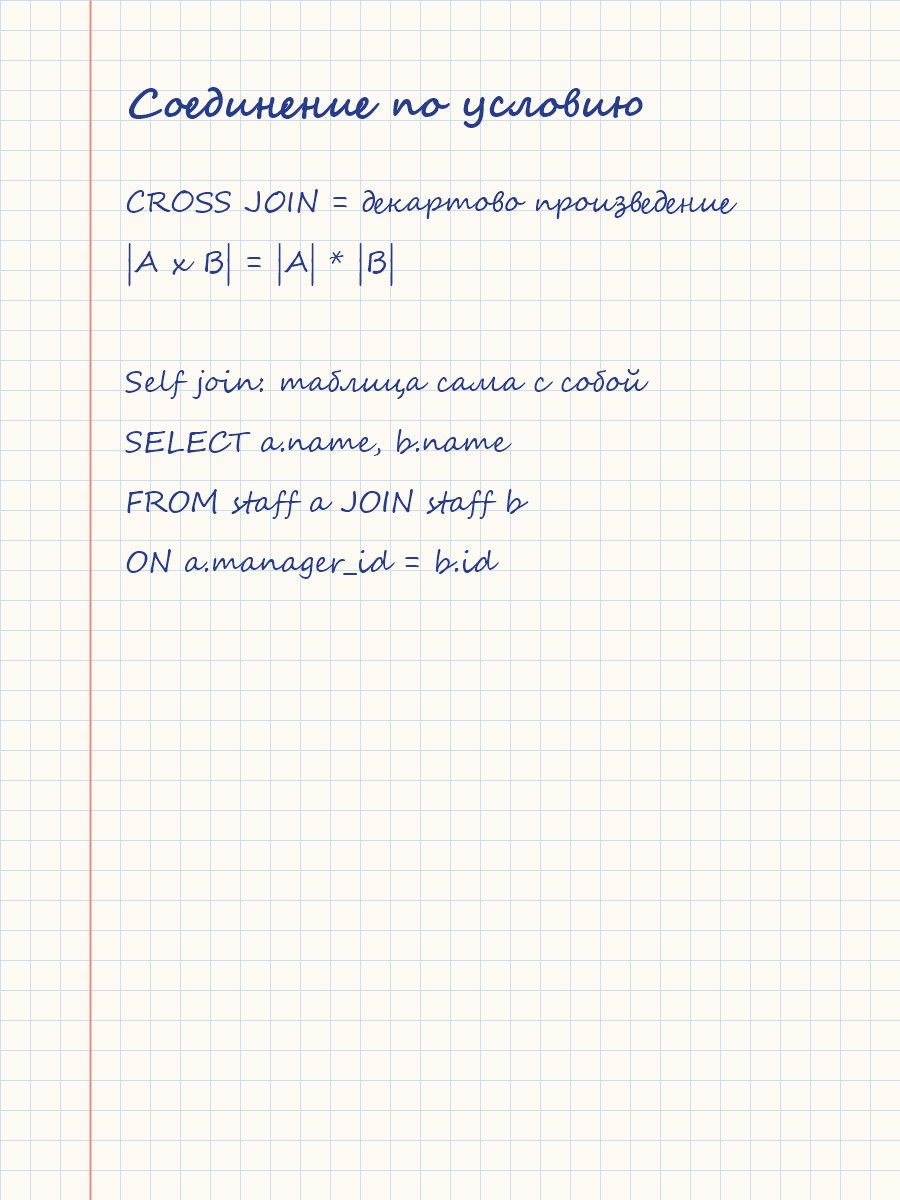 Соединение по условию
CROSS JOIN = декартово произведение
|A x B| = |A| * |B|
Self join: таблица сама с собой
SELECT a.name, b.name
FROM staff a JOIN staff b
ON a.manager_id = b.id